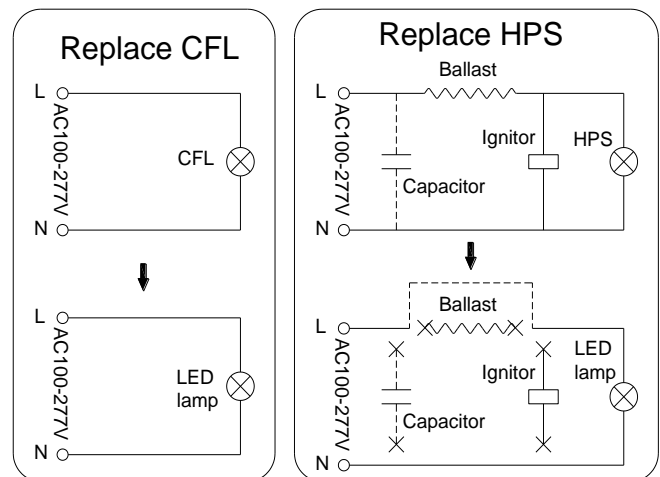 Replace CFL
L
AC100-277V
CFL
N
L
AC100-277V
LED
lamp
N
Replace HPS
Ballast
L
AC100-277V
Ignitor
HPS
Capacitor
N
Ballast
L
AC100-277V
LED
lamp
Ignitor
Capacitor
N